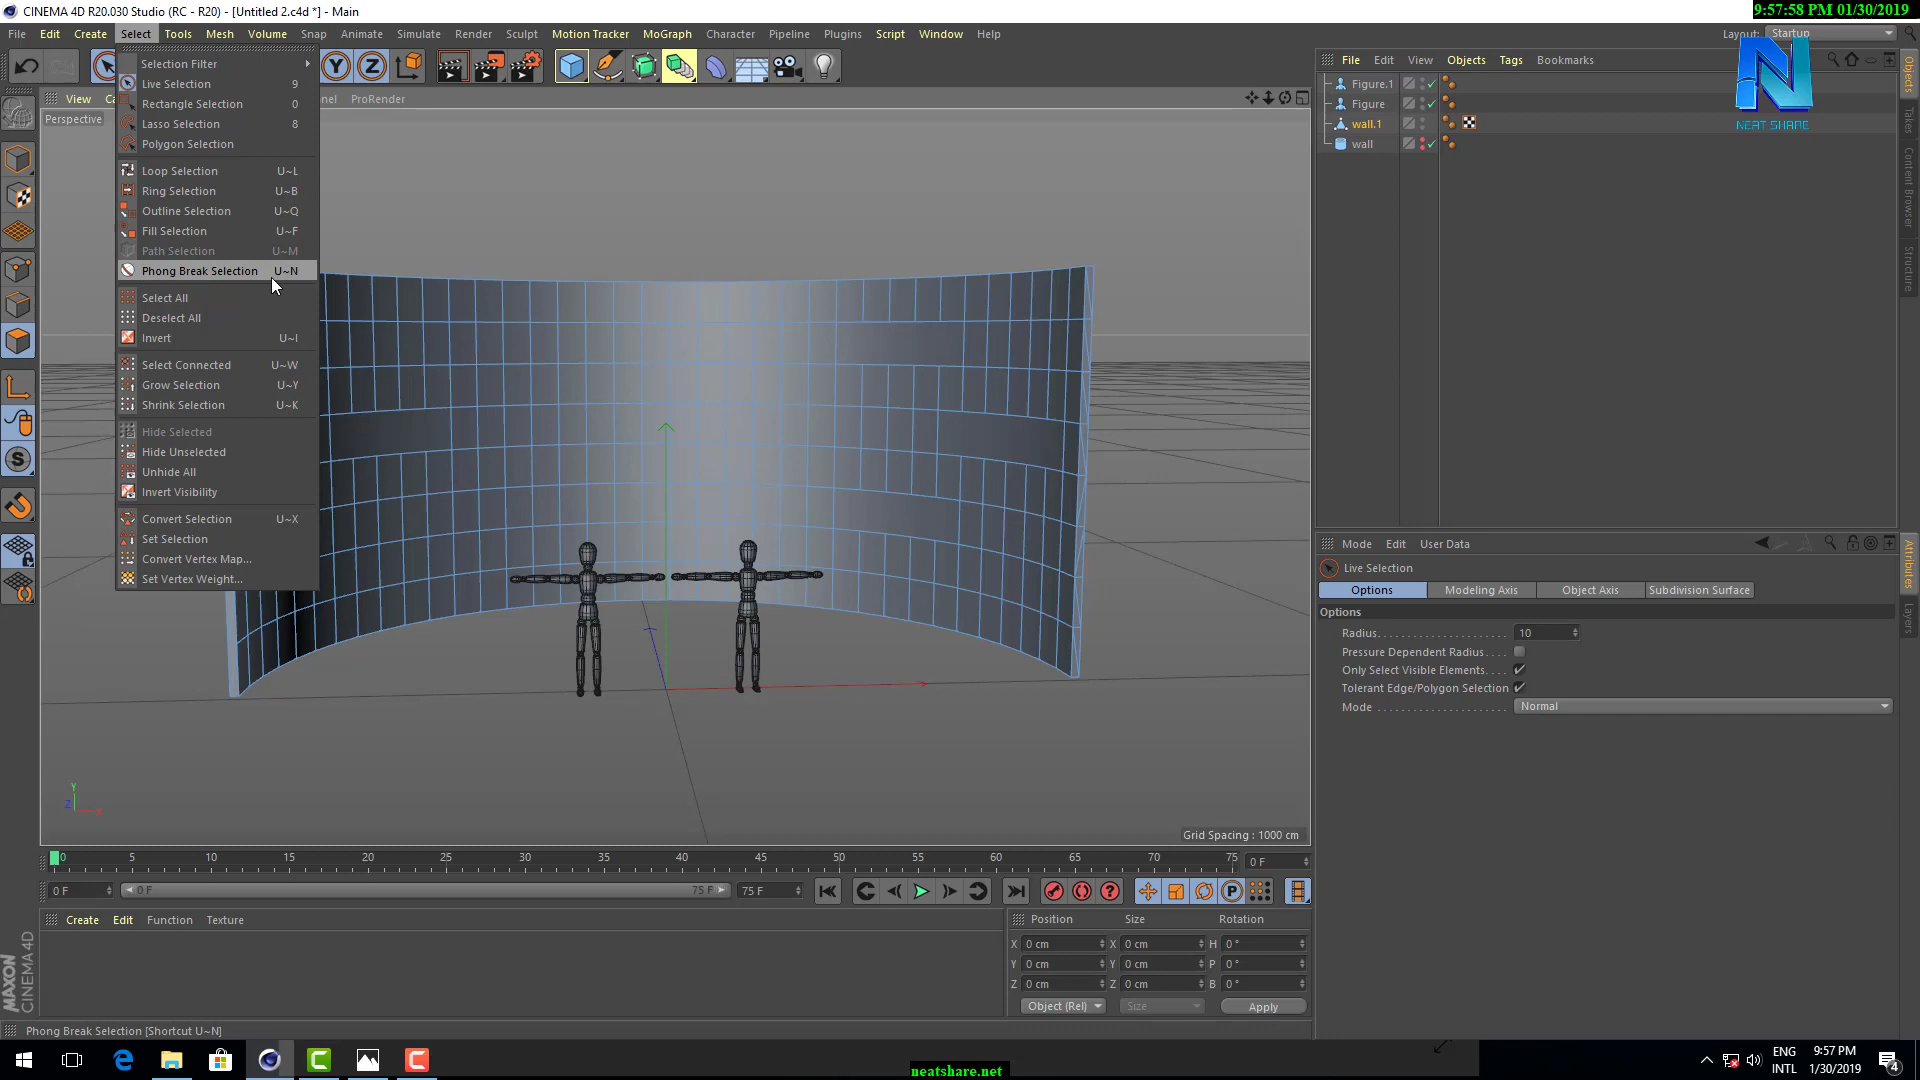 CINEMA 4D R20.030 Studio (RC - R20) - [Untitled 2.c4d *] - Main
9:57:58 PM 01/30/2019
File Edit Create Select Tools Mesh Volume Snap Animate Simulate Render Sculpt Motion Tracker MoGraph Character Pipeline Plugins Script Window Help
Layout: Startup
View
ProRender
Perspective
Selection Filter
Live Selection 9
Rectangle Selection 0
Lasso Selection 8
Polygon Selection
Loop Selection U~L
Ring Selection U~B
Outline Selection U~Q
Fill Selection U~F
Path Selection U~M
Phong Break Selection U~N
Select All
Deselect All
Invert U~I
Select Connected U~W
Grow Selection U~Y
Shrink Selection U~K
Hide Selected
Hide Unselected
Unhide All
Invert Visibility
Convert Selection U~X
Set Selection
Convert Vertex Map...
Set Vertex Weight...
Y Z
Grid Spacing : 1000 cm
Y
Z
X
File Edit View Objects Tags Bookmarks
Figure.1
Figure
wall.1
wall
N
NEAT SHARE
Objects
Takes
Content Browser
Structure
Mode Edit User Data
Live Selection
Options Modeling Axis Object Axis Subdivision Surface
Options
Radius 10
Pressure Dependent Radius
Only Select Visible Elements
Tolerant Edge/Polygon Selection
Mode Normal
Attributes
Layers
0 5 10 15 20 25 30 35 40 45 50 55 60 65 70 75
0 F
0 F 0 F 75 F 75 F
P
Create Edit Function Texture
Position Size Rotation
X 0 cm X 0 cm H 0 °
Y 0 cm Y 0 cm P 0 °
Z 0 cm Z 0 cm B 0 °
Object (Rel) Size Apply
MAXON
CINEMA 4D
Phong Break Selection [Shortcut U~N]
ENG
INTL
9:57 PM
1/30/2019
4
neatshare.net